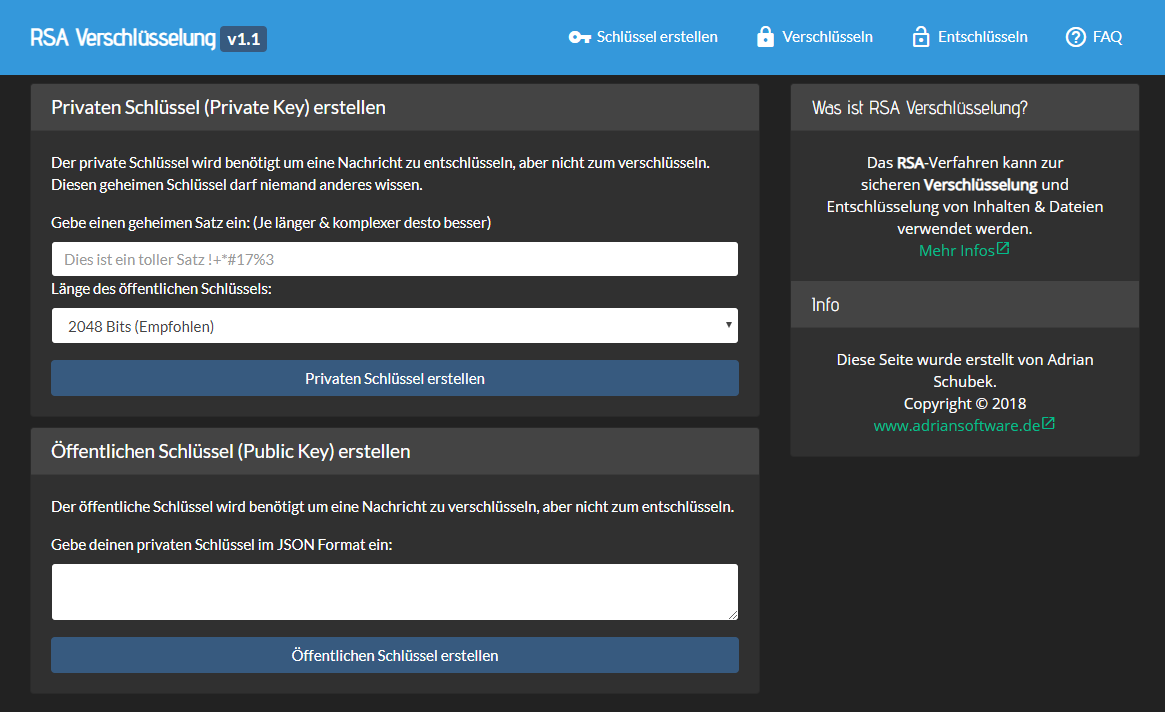 RSA Verschlüsselung v1.1
Schlüssel erstellen
Verschlüsseln
Entschlüsseln
FAQ
Privaten Schlüssel (Private Key) erstellen
Der private Schlüssel wird benötigt um eine Nachricht zu entschlüsseln, aber nicht zum verschlüsseln.
Diesen geheimen Schlüssel darf niemand anderes wissen.
Gebe einen geheimen Satz ein: (Je länger & komplexer desto besser)
Dies ist ein toller Satz !+*#17%3
Länge des öffentlichen Schlüssels:
2048 Bits (Empfohlen)
Privaten Schlüssel erstellen
Öffentlichen Schlüssel (Public Key) erstellen
Der öffentliche Schlüssel wird benötigt um eine Nachricht zu verschlüsseln, aber nicht zum entschlüsseln.
Gebe deinen privaten Schlüssel im JSON Format ein:
Öffentlichen Schlüssel erstellen
Was ist RSA Verschlüsselung?
Das RSA-Verfahren kann zur
sicheren Verschlüsselung und
Entschlüsselung von Inhalten & Dateien
verwendet werden.
Mehr Infos
Info
Diese Seite wurde erstellt von Adrian
Schubek.
Copyright © 2018
www.adriansoftware.de